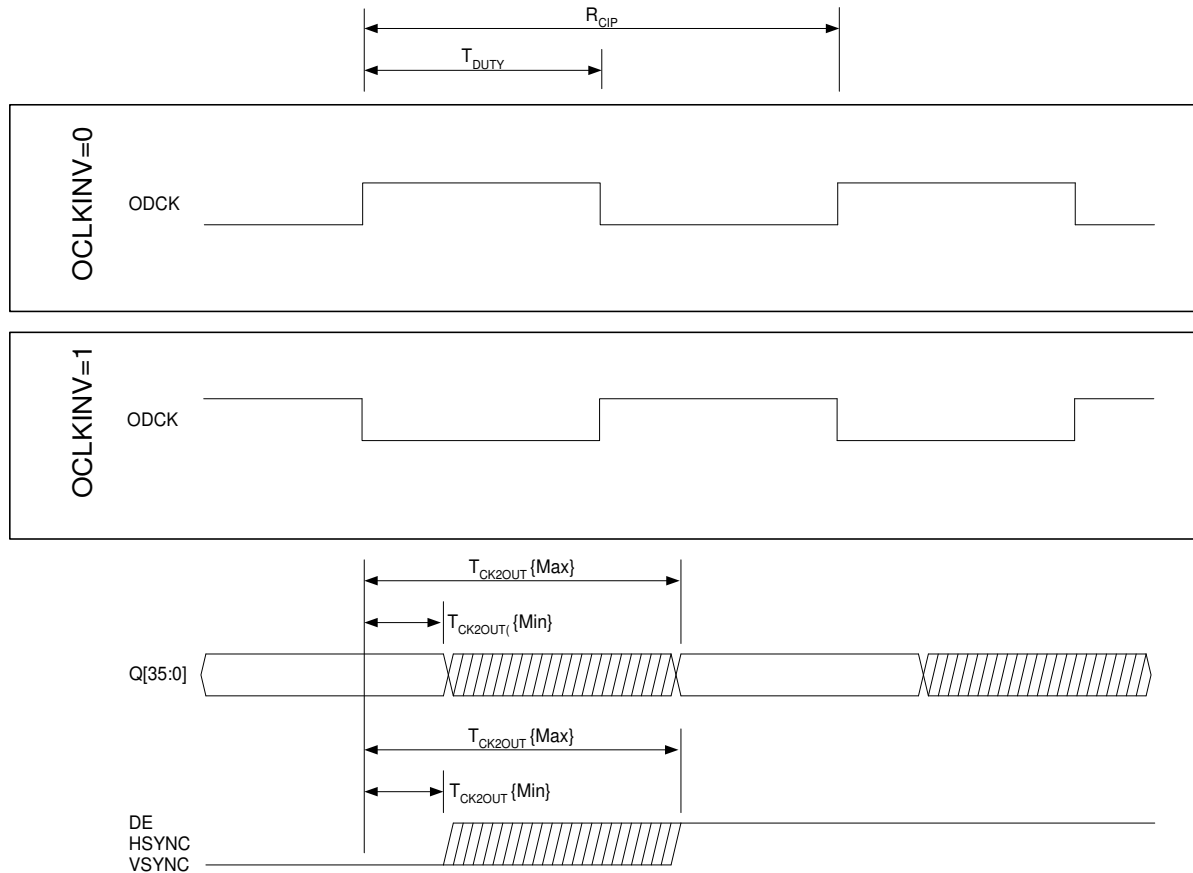 R_CIP
T_DUTY
OCLKINV=0
ODCK
OCLKINV=1
ODCK
T_CK2OUT {Max}
T_CK2OUT( {Min}
Q[35:0]
T_CK2OUT {Max}
T_CK2OUT {Min}
DE
HSYNC
VSYNC